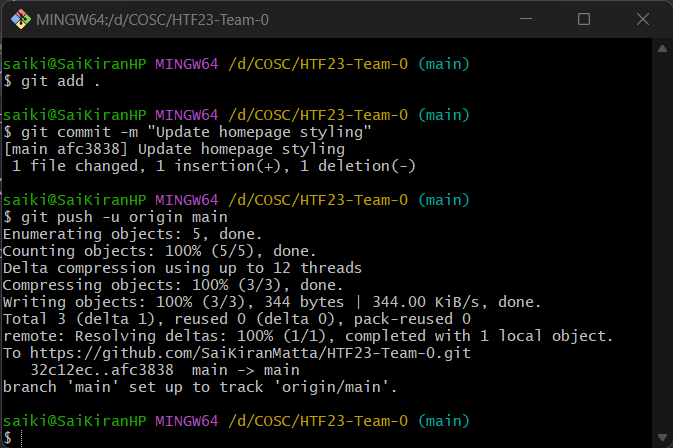 MINGW64:/d/COSC/HTF23-Team-0
saiki@SaiKiranHP MINGW64 /d/COSC/HTF23-Team-0 (main)
$ git add .
saiki@SaiKiranHP MINGW64 /d/COSC/HTF23-Team-0 (main)
$ git commit -m "Update homepage styling"
[main afc3838] Update homepage styling
 1 file changed, 1 insertion(+), 1 deletion(-)
saiki@SaiKiranHP MINGW64 /d/COSC/HTF23-Team-0 (main)
$ git push -u origin main
Enumerating objects: 5, done.
Counting objects: 100% (5/5), done.
Delta compression using up to 12 threads
Compressing objects: 100% (3/3), done.
Writing objects: 100% (3/3), 344 bytes | 344.00 KiB/s, done.
Total 3 (delta 1), reused 0 (delta 0), pack-reused 0
remote: Resolving deltas: 100% (1/1), completed with 1 local object.
To https://github.com/SaiKiranMatta/HTF23-Team-0.git
   32c12ec..afc3838  main -> main
branch 'main' set up to track 'origin/main'.
saiki@SaiKiranHP MINGW64 /d/COSC/HTF23-Team-0 (main)
$